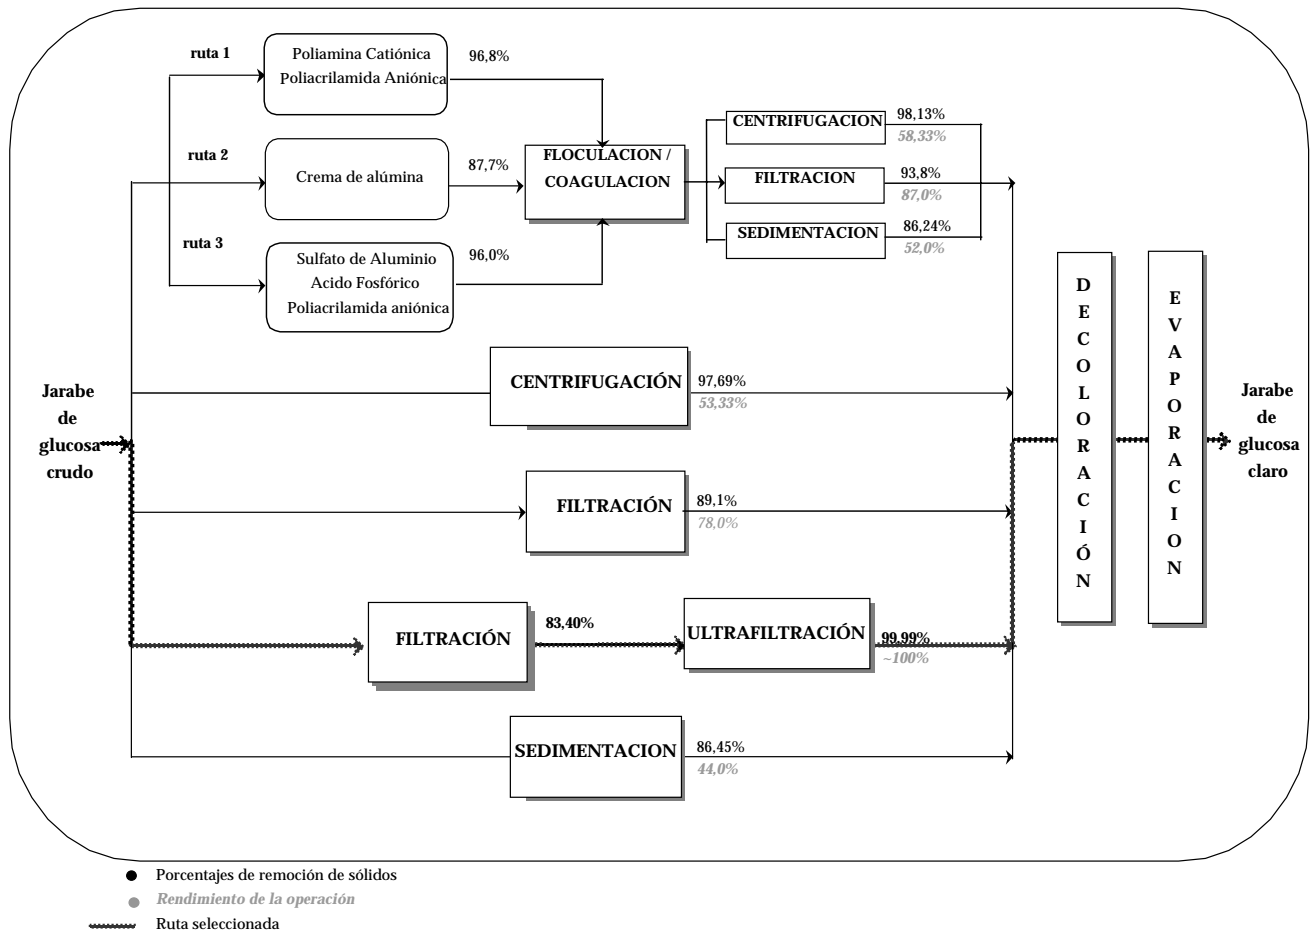 ruta 1
Poliamina Catiónica
Poliacrilamida Aniónica
96,8%
ruta 2
Crema de alúmina
87,7%
ruta 3
Sulfato de Aluminio
Acido Fosfórico
Poliacrilamida aniónica
96,0%
FLOCULACION /
COAGULACION
CENTRIFUGACION
98,13%
58,33%
FILTRACION
93,8%
87,0%
SEDIMENTACION
86,24%
52,0%
Jarabe
de
glucosa
crudo
CENTRIFUGACIÓN
97,69%
53,33%
FILTRACIÓN
89,1%
78,0%
FILTRACIÓN
83,40%
ULTRAFILTRACIÓN
99,99%
~100%
SEDIMENTACION
86,45%
44,0%
DECOLORACIÓN
EVAPORACION
Jarabe
de
glucosa
claro
Porcentajes de remoción de sólidos
Rendimiento de la operación
Ruta seleccionada